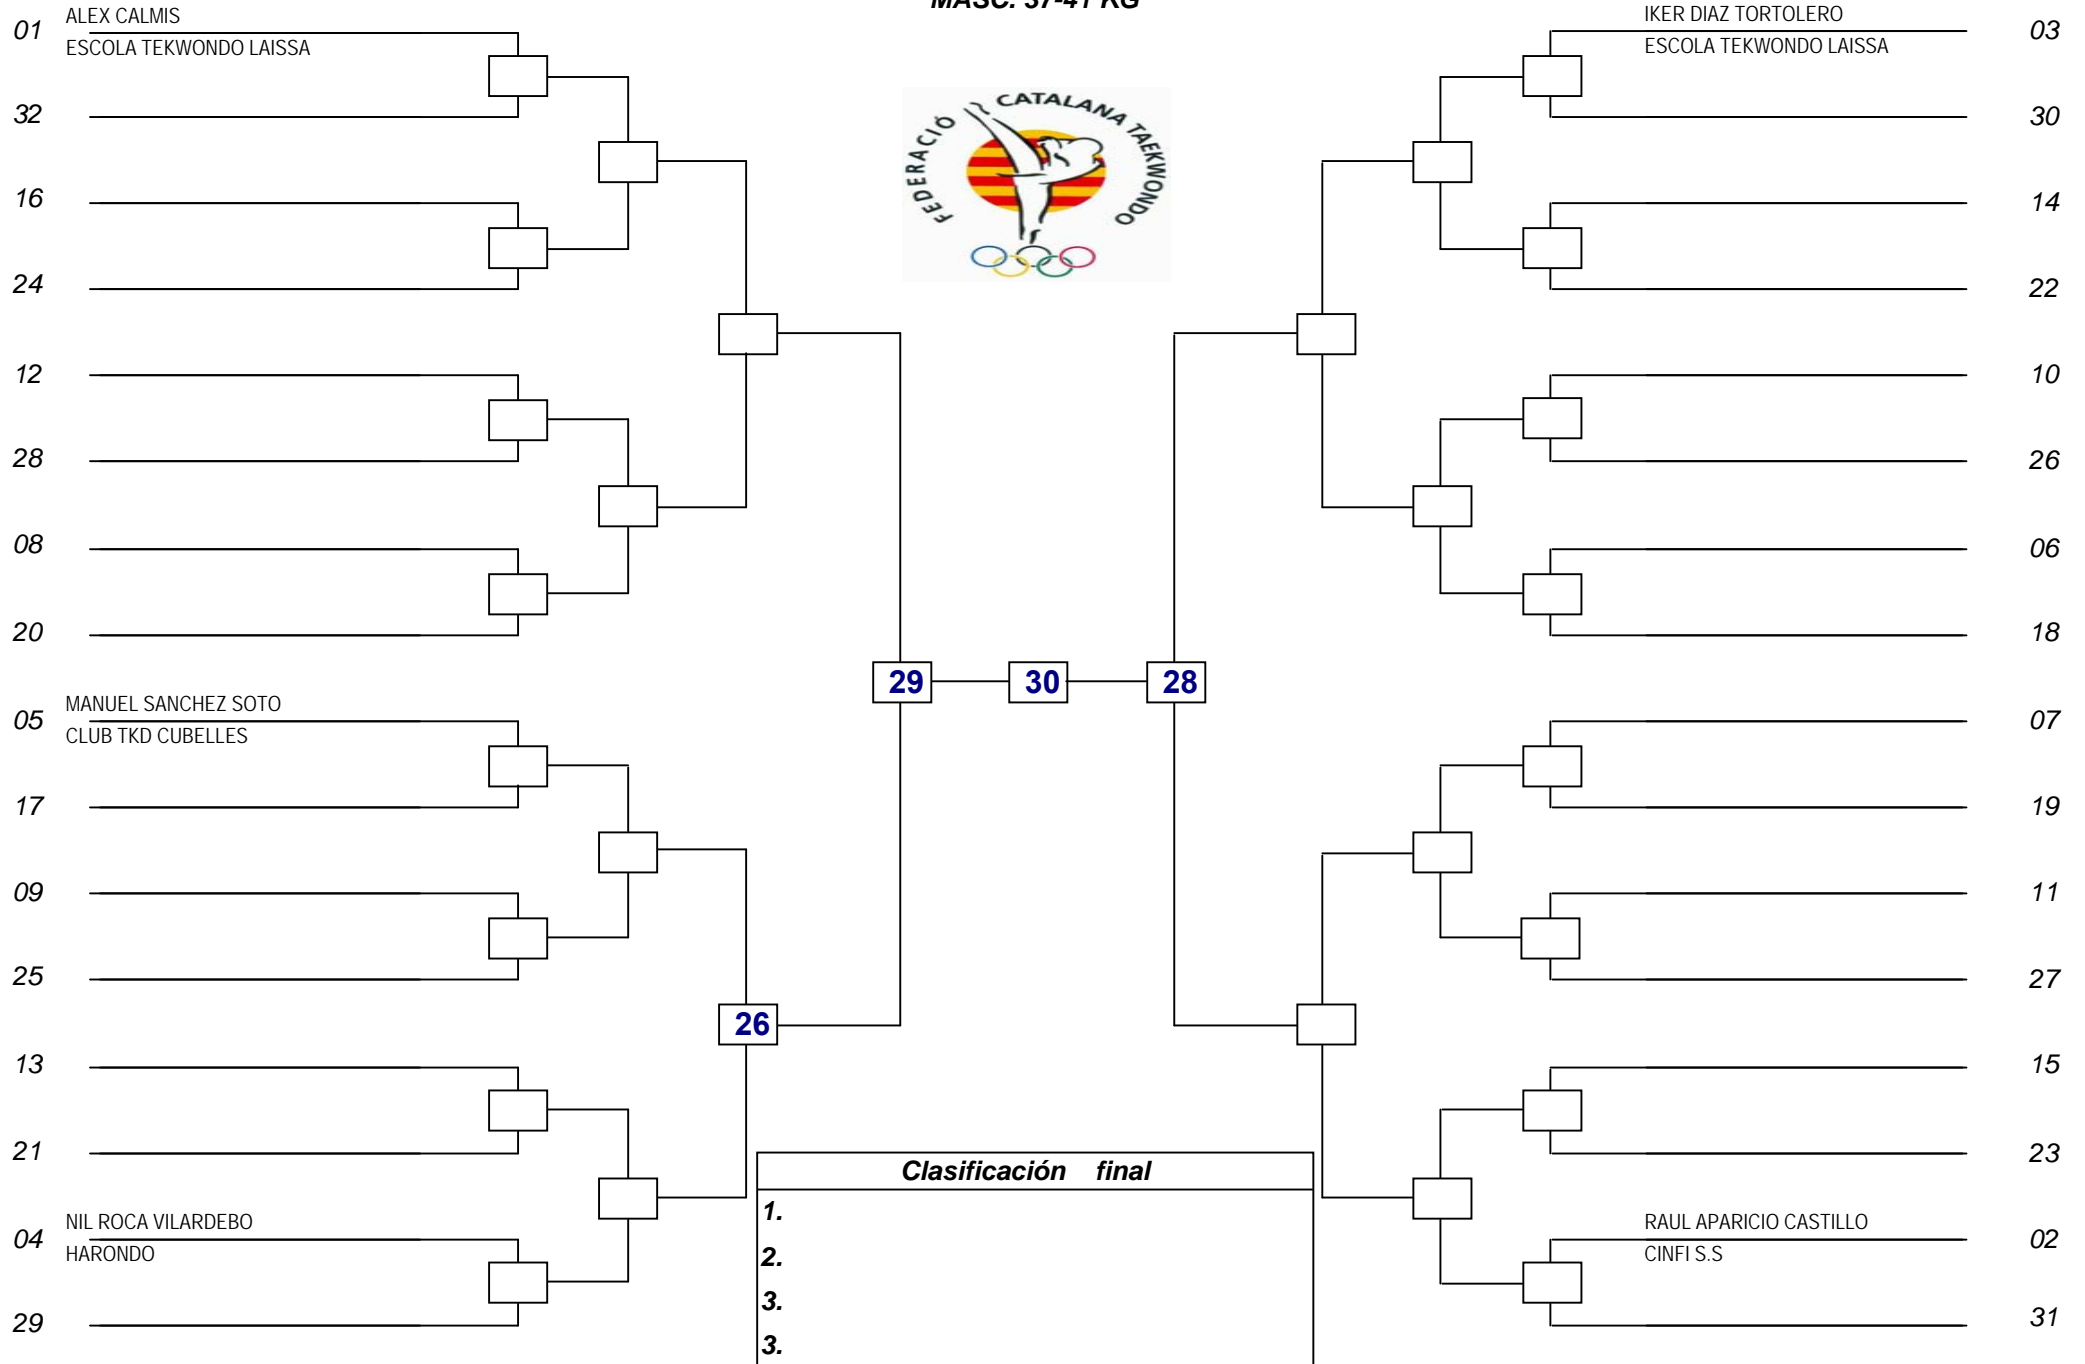 MASC. 37-41 KG
01 ALEX CALMIS
ESCOLA TEKWONDO LAISSA
32
16
24
12
28
08
20
05 MANUEL SANCHEZ SOTO
CLUB TKD CUBELLES
17
09
25
13
21
04 NIL ROCA VILARDEBO
HARONDO
29
FEDERACIÓ CATALANA TAEKWONDO
29 30 28
26
IKER DIAZ TORTOLERO 03
ESCOLA TEKWONDO LAISSA
30
14
22
10
26
06
18
07
19
11
27
15
23
RAUL APARICIO CASTILLO 02
CINFI S.S
31
Clasificación final
1.
2.
3.
3.